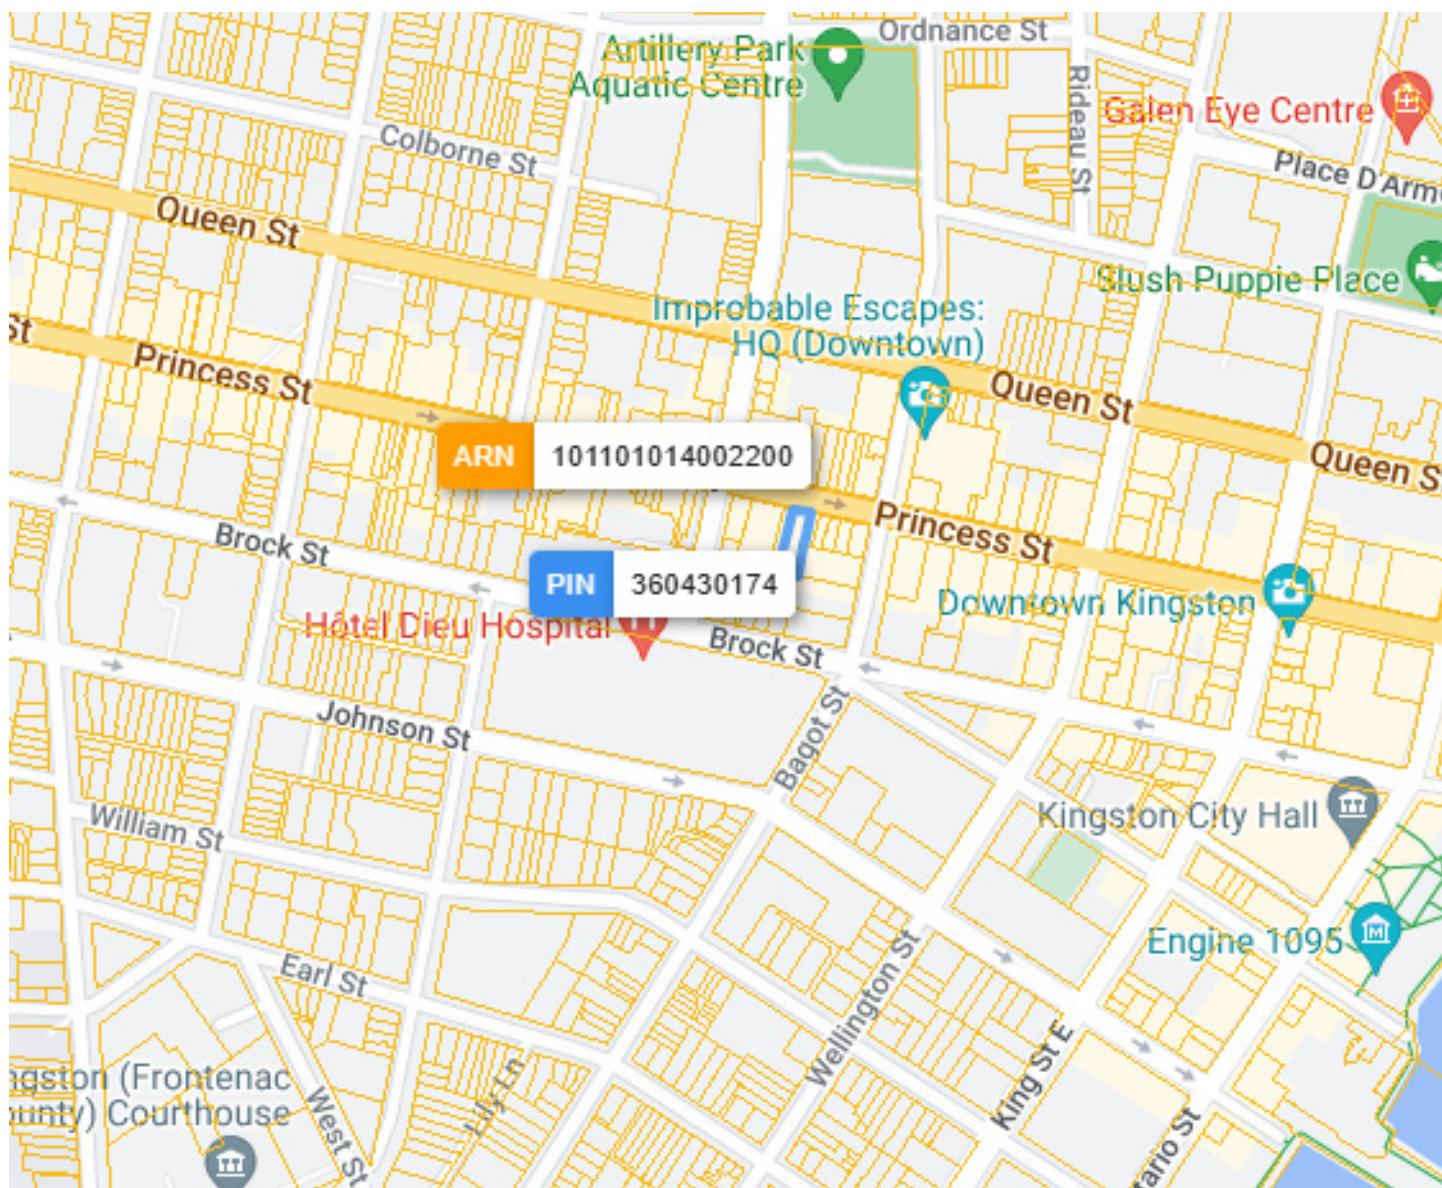 Ordnance St
Artillery Park
Aquatic Centre
Rideau St
Galen Eye Centre
Colborne St
Place D'Arm
Queen St
Slush Puppie Place
Improbable Escapes:
HQ (Downtown)
St
Princess St
Queen St
ARN 101101014002200
Queen S
Princess St
Brock St
PIN 360430174
Downtown Kingston
Hôtel Dieu Hospital
Brock St
Johnson St
Bagot St
Kingston City Hall
William St
Engine 1095
Earl St
Wellington St
King St E
Lily Ln
ngston (Frontenac
ounty) Courthouse
West St
tario St